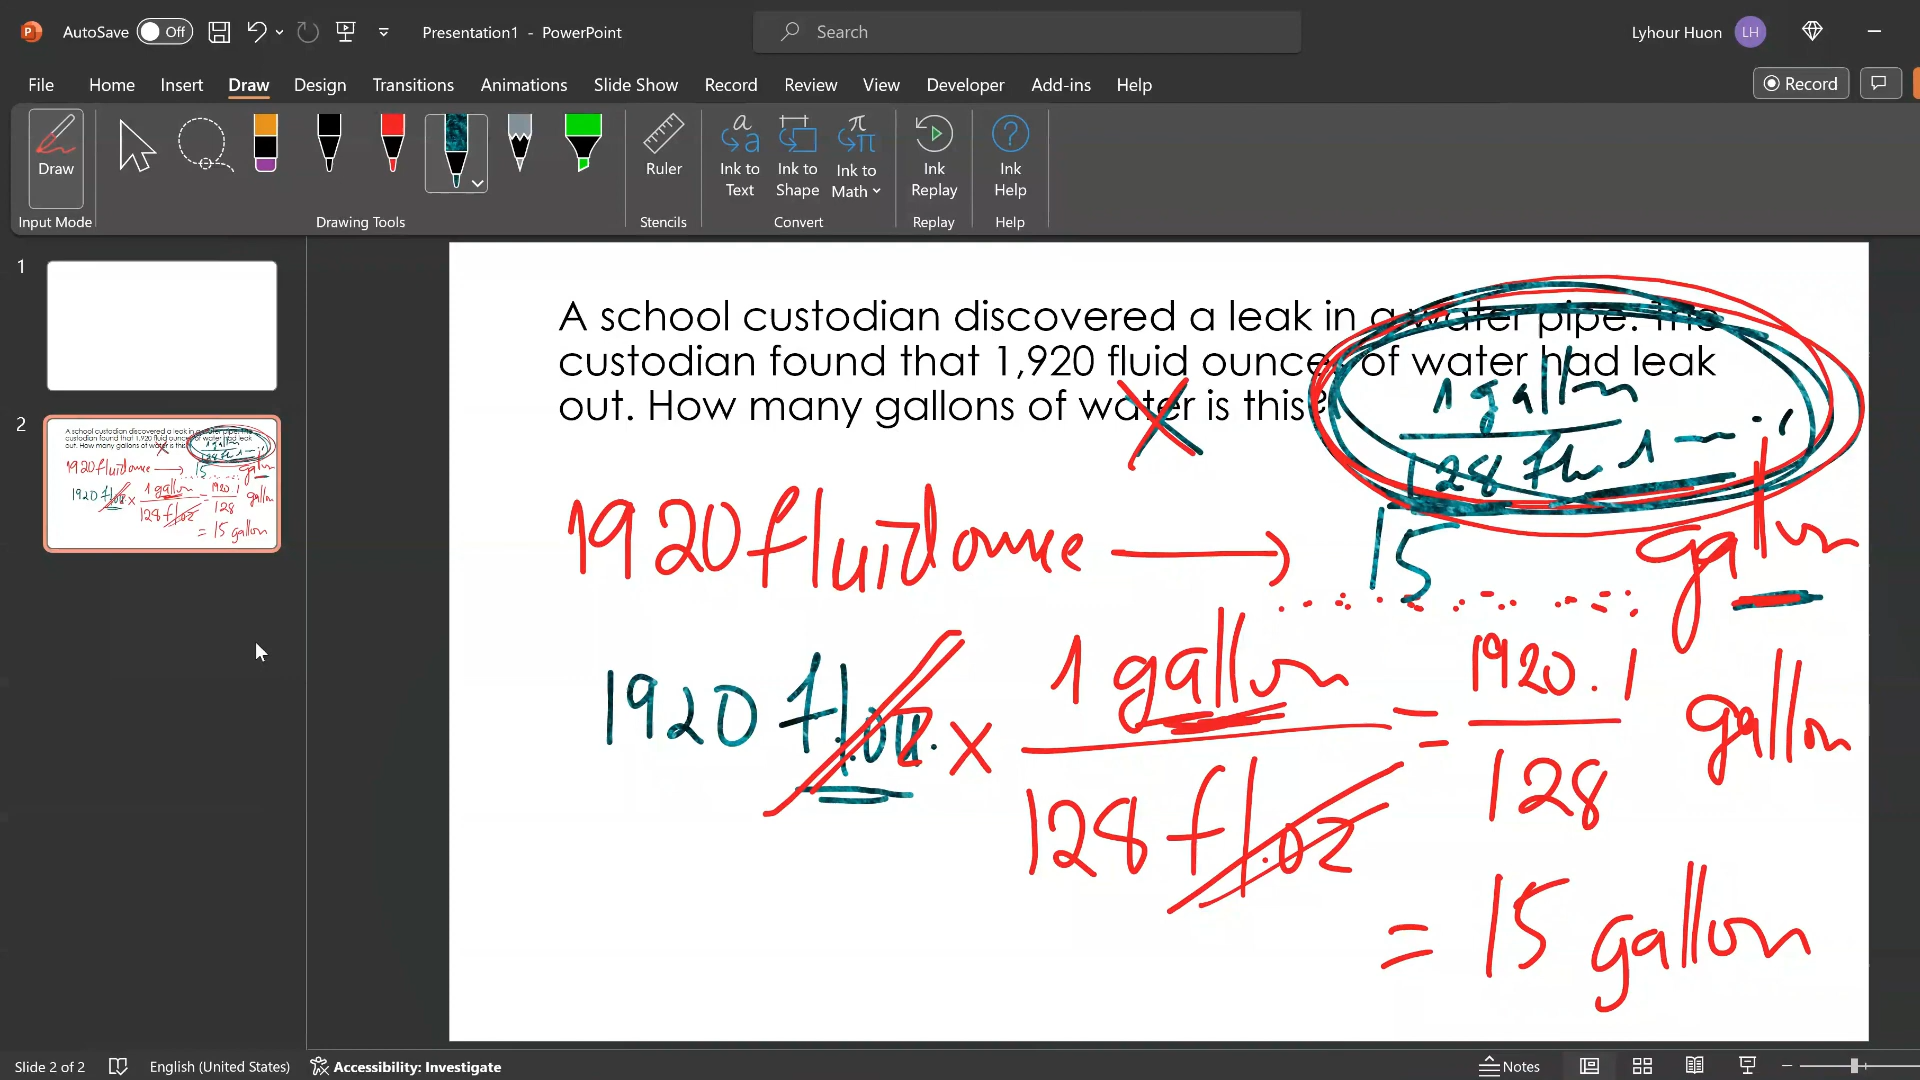 AutoSave Off Presentation1 - PowerPoint Search Lyhour Huon LH
File Home Insert Draw Design Transitions Animations Slide Show Record Review View Developer Add-ins Help Record
Draw Ruler Ink to Text Ink to Shape Ink to Math Ink Replay Ink Help
Input Mode Drawing Tools Stencils Convert Replay Help
1
2
A school custodian discovered a leak in a water pipe. The
custodian found that 1,920 fluid ounces of water had leak
out. How many gallons of water is this?
1 gallon
128
1920 fluid ounce → 15 gallon
1920 fl.oz. x 1 gallon / 128 fl.oz = 1920.1 / 128 gallon
= 15 gallon
Slide 2 of 2 English (United States) Accessibility: Investigate Notes